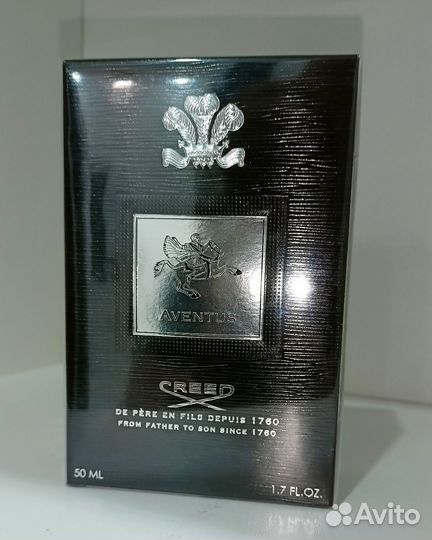 AVENTUS
CREED
DE PÈRE EN FILS DEPUIS 1760
FROM FATHER TO SON SINCE 1760
50 ML
1.7 FL.OZ.
Avito